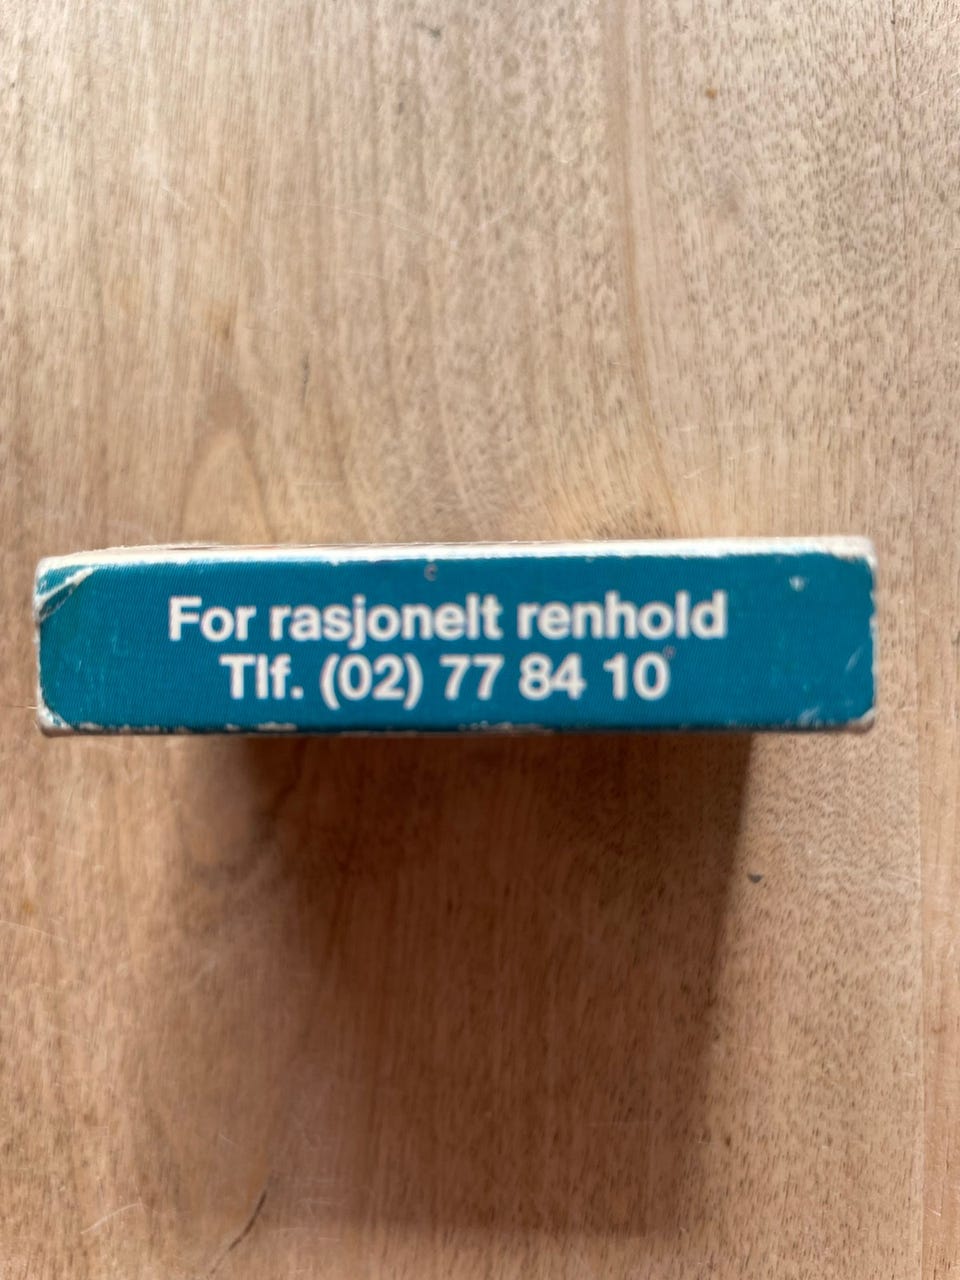 For rasjonelt renhold
Tlf. (02) 77 84 10